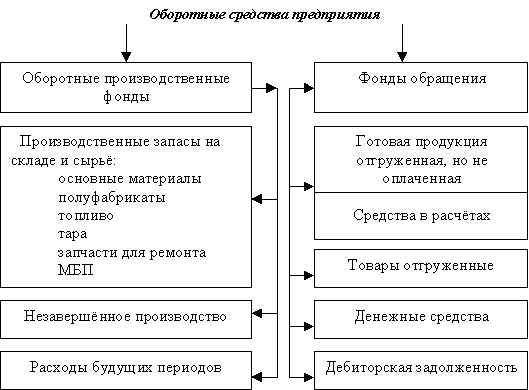 Оборотные средства предприятия
Оборотные производственные
фонды
Производственные запасы на
складе и сырьё:
основные материалы
полуфабрикаты
топливо
тара
запчасти для ремонта
МБП
Незавершённое производство
Расходы будущих периодов
Фонды обращения
Готовая продукция
отгруженная, но не
оплаченная
Средства в расчётах
Товары отгруженные
Денежные средства
Дебиторская задолженность